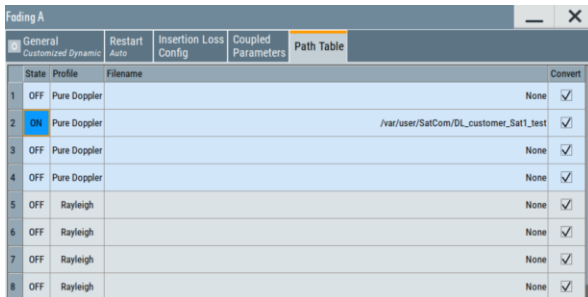 Fading A
General
Customized Dynamic
Restart
Auto
Insertion Loss
Config
Coupled
Parameters
Path Table
State Profile Filename Convert
1 OFF Pure Doppler None
2 ON Pure Doppler /var/user/SatCom/DL_customer_Sat1_test
3 OFF Pure Doppler None
4 OFF Pure Doppler None
5 OFF Rayleigh None
6 OFF Rayleigh None
7 OFF Rayleigh None
8 OFF Rayleigh None